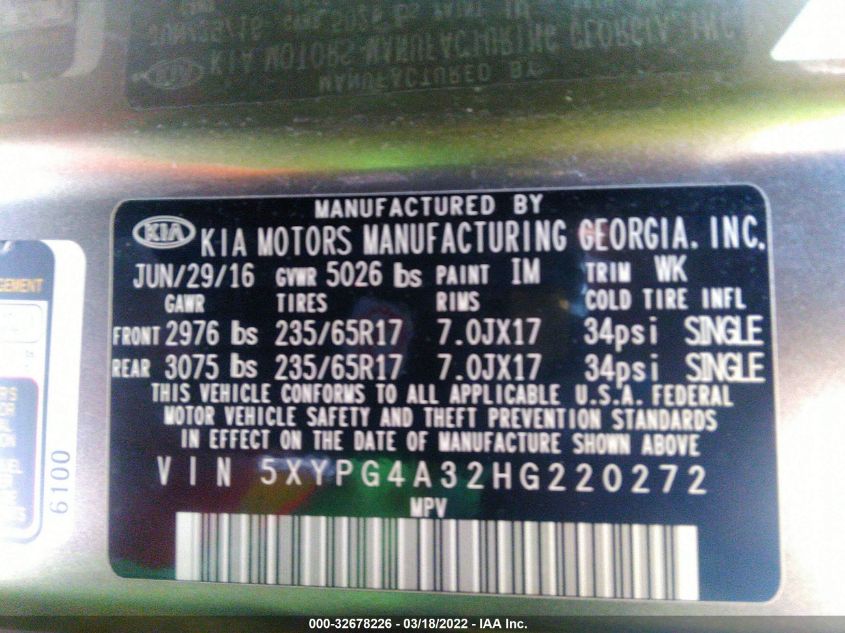 MANUFACTURED BY
KIA KIA MOTORS MANUFACTURING GEORGIA, INC.
JUN/29/16 GVWR 5026 lbs PAINT IM TRIM WK
GAWR TIRES RIMS COLD TIRE INFL
FRONT 2976 lbs 235/65R17 7.0JX17 34psi SINGLE
REAR 3075 lbs 235/65R17 7.0JX17 34psi SINGLE
THIS VEHICLE CONFORMS TO ALL APPLICABLE U.S.A. FEDERAL
MOTOR VEHICLE SAFETY AND THEFT PREVENTION STANDARDS
IN EFFECT ON THE DATE OF MANUFACTURE SHOWN ABOVE
VIN 5XYPG4A32HG220272
MPV
6100
000-32678226 - 03/18/2022 - IAA Inc.